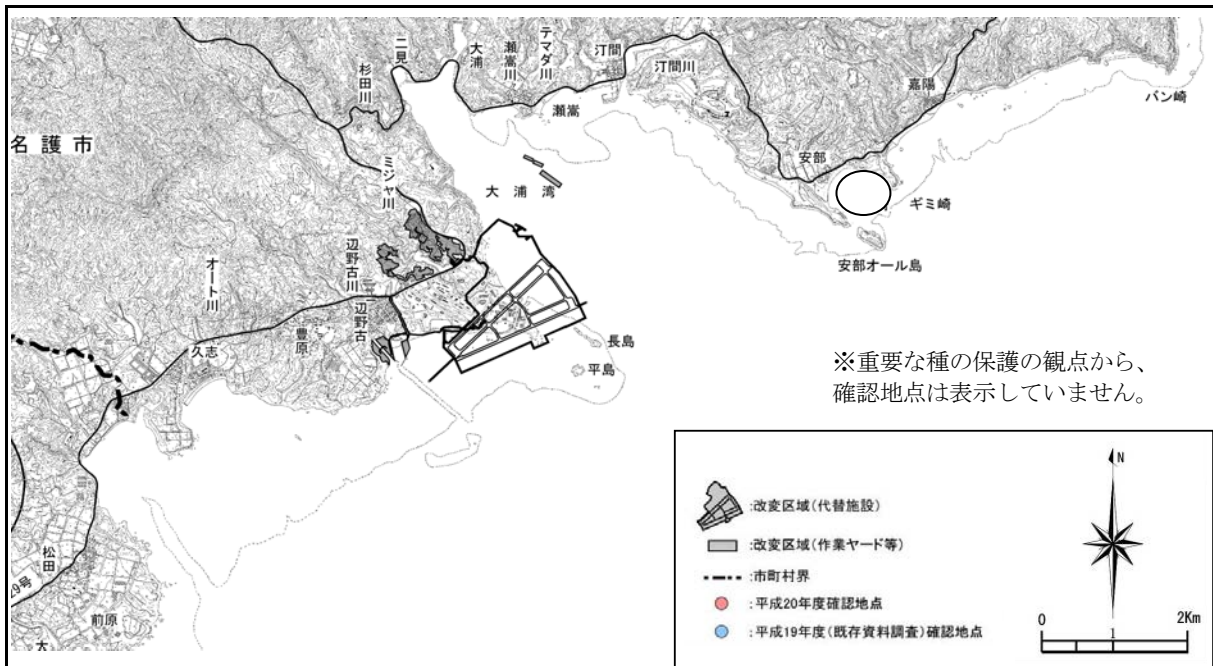 名護市
杉田川
二見
大浦
瀬嵩川
テマダ川
汀間
汀間川
瀬嵩
嘉陽
バン崎
安部
ギミ崎
安部オール島
大浦湾
ミジャ川
辺野古川
辺野古
オート川
豊原
久志
長島
平島
松田
29号
前原
大
※重要な種の保護の観点から、
確認地点は表示していません。
:改変区域(代替施設)
:改変区域(作業ヤード等)
:市町村界
:平成20年度確認地点
:平成19年度(既存資料調査)確認地点
N
0 1 2Km